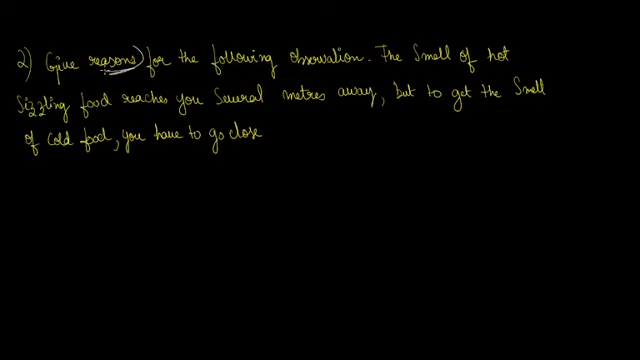 2) Give reasons for the following observation. The Smell of hot
Sizzling food reaches you Several metres away, but to get the Smell
of cold food, you have to go close